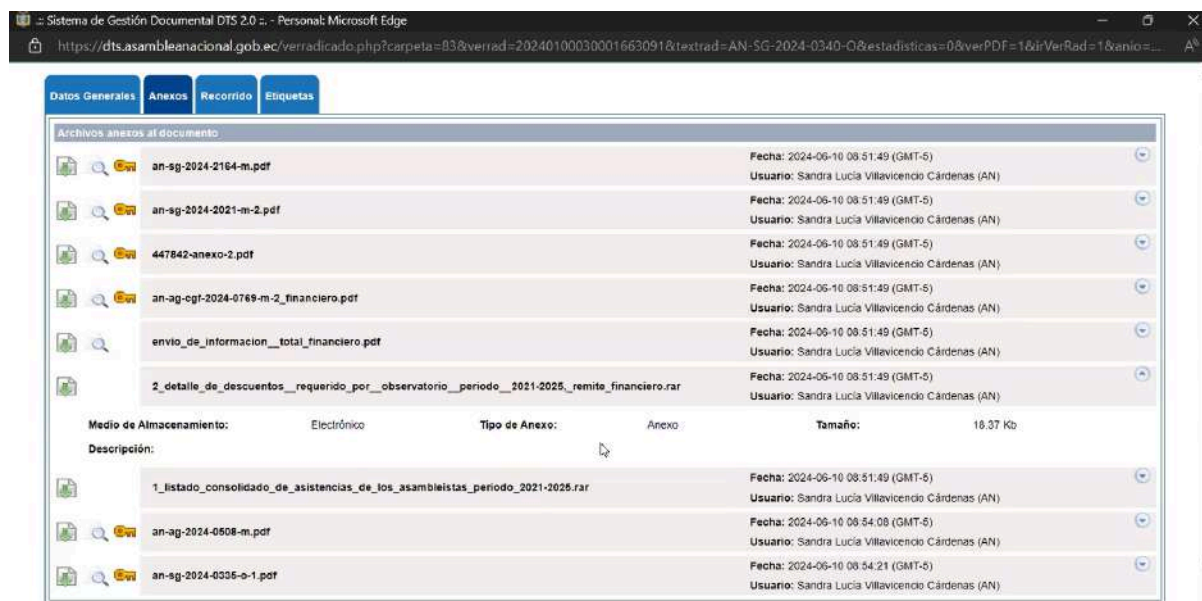 .:: Sistema de Gestión Documental DTS 2.0 ::. - Personal: Microsoft Edge
https://dts.asambleanacional.gob.ec/verradicado.php?carpeta=83&verrad=20240100030001663091&textrad=AN-SG-2024-0340-O&estadisticas=0&verPDF=1&irVerRad=1&anio=...
Datos Generales Anexos Recorrido Etiquetas
Archivos anexos al documento
an-sg-2024-2164-m.pdf
Fecha: 2024-06-10 08:51:49 (GMT-5)
Usuario: Sandra Lucía Villavicencio Cárdenas (AN)
an-sg-2024-2021-m-2.pdf
Fecha: 2024-06-10 08:51:49 (GMT-5)
Usuario: Sandra Lucía Villavicencio Cárdenas (AN)
447842-anexo-2.pdf
Fecha: 2024-06-10 08:51:49 (GMT-5)
Usuario: Sandra Lucía Villavicencio Cárdenas (AN)
an-ag-cgf-2024-0769-m-2_financiero.pdf
Fecha: 2024-06-10 08:51:49 (GMT-5)
Usuario: Sandra Lucía Villavicencio Cárdenas (AN)
envio_de_informacion__total_financiero.pdf
Fecha: 2024-06-10 08:51:49 (GMT-5)
Usuario: Sandra Lucía Villavicencio Cárdenas (AN)
2_detalle_de_descuentos__requerido_por__observatorio__periodo__2021-2025,_remite_financiero.rar
Fecha: 2024-06-10 08:51:49 (GMT-5)
Usuario: Sandra Lucía Villavicencio Cárdenas (AN)
Medio de Almacenamiento: Electrónico Tipo de Anexo: Anexo Tamaño: 18.37 Kb
Descripción:
1_listado_consolidado_de_asistencias_de_los_asambleistas_periodo_2021-2025.rar
Fecha: 2024-06-10 08:51:49 (GMT-5)
Usuario: Sandra Lucía Villavicencio Cárdenas (AN)
an-ag-2024-0508-m.pdf
Fecha: 2024-06-10 08:54:08 (GMT-5)
Usuario: Sandra Lucía Villavicencio Cárdenas (AN)
an-sg-2024-0335-o-1.pdf
Fecha: 2024-06-10 08:54:21 (GMT-5)
Usuario: Sandra Lucía Villavicencio Cárdenas (AN)